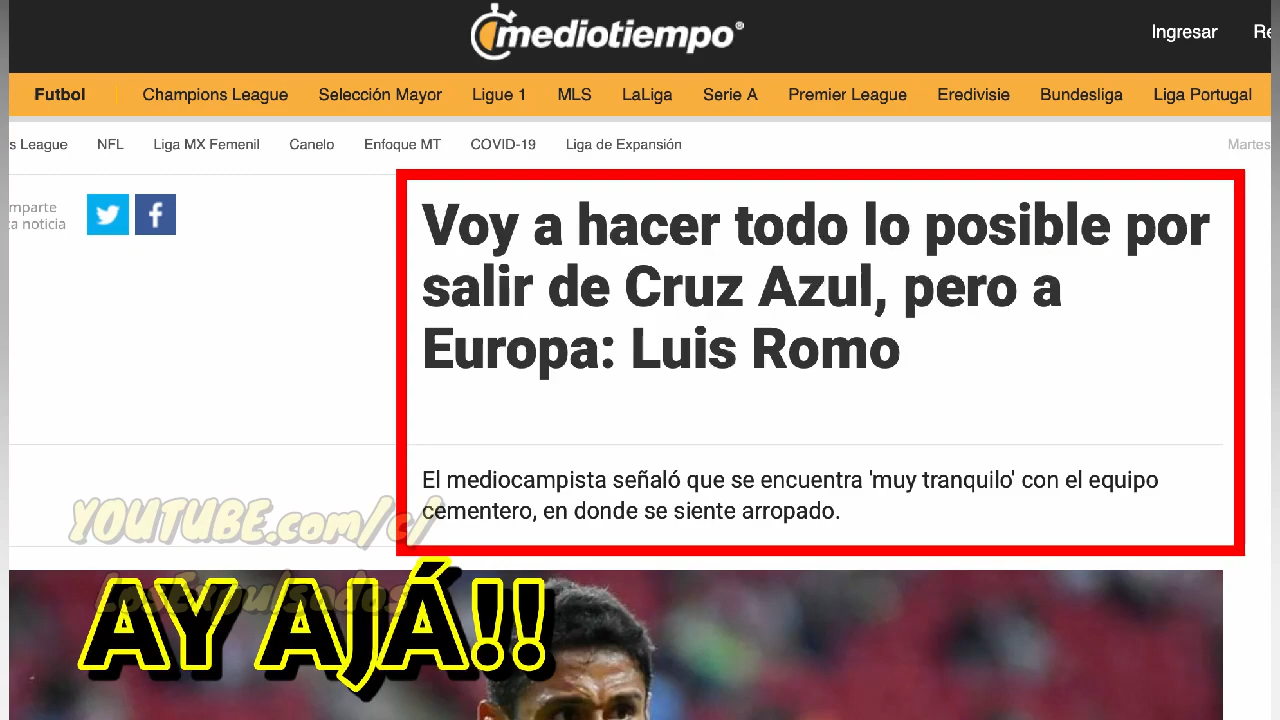 mediotiempo®
Ingresar Re
Futbol Champions League Selección Mayor Ligue 1 MLS LaLiga Serie A Premier League Eredivisie Bundesliga Liga Portugal
s League NFL Liga MX Femenil Canelo Enfoque MT COVID-19 Liga de Expansión Martes
mparte
ta noticia
Voy a hacer todo lo posible por
salir de Cruz Azul, pero a
Europa: Luis Romo
El mediocampista señaló que se encuentra 'muy tranquilo' con el equipo
cementero, en donde se siente arropado.
YOUTUBE.com/c/
LosExpulsados
AY AJÁ!!